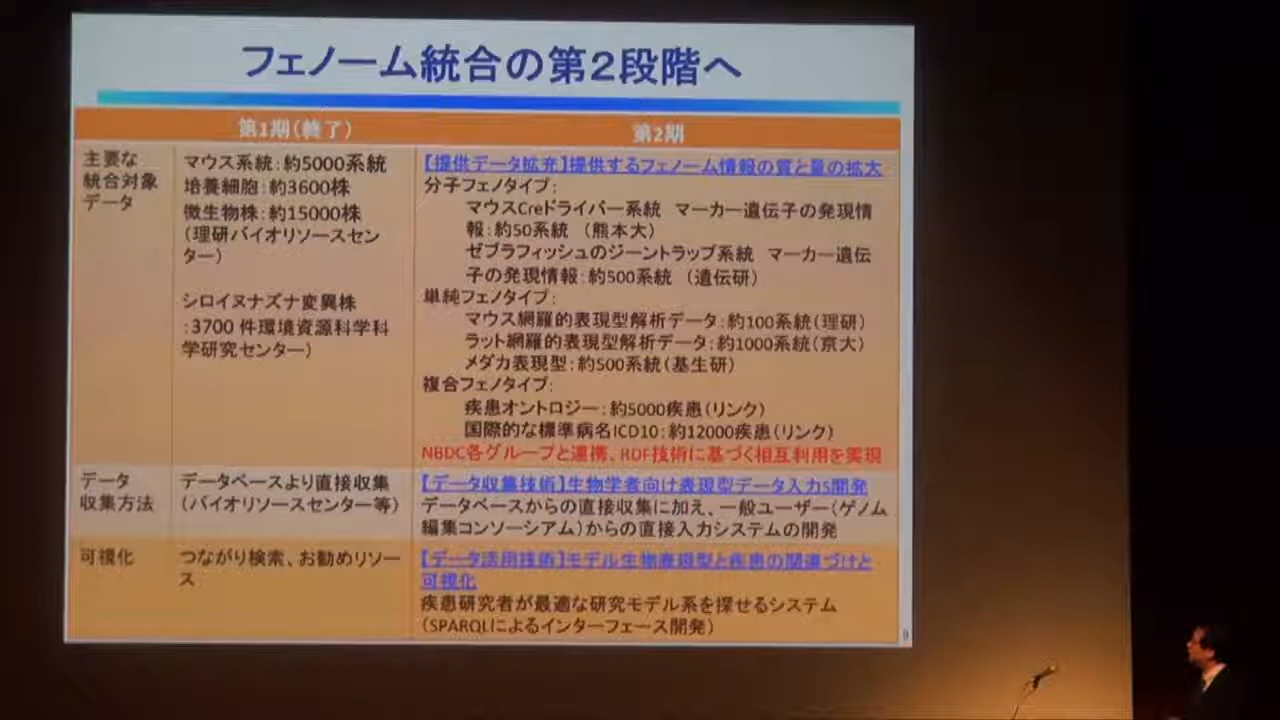 フェノーム統合の第２段階へ
第1期(終了)
第2期
主要な
統合対象
データ
マウス系統：約5000系統
培養細胞：約3600株
微生物株：約15000株
(理研バイオリソースセン
ター)
シロイヌナズナ変異株
：3700 件環境資源科学科
学研究センター)
【提供データ拡充】提供するフェノーム情報の質と量の拡大
分子フェノタイプ：
マウスCreドライバー系統 マーカー遺伝子の発現情
報：約50系統 （熊本大）
ゼブラフィッシュのジーントラップ系統 マーカー遺伝
子の発現情報：約500系統 （遺伝研）
単純フェノタイプ：
マウス網羅的表現型解析データ：約100系統(理研)
ラット網羅的表現型解析データ：約1000系統(京大)
メダカ表現型：約500系統(基生研)
複合フェノタイプ：
疾患オントロジー：約5000疾患(リンク)
国際的な標準病名ICD10：約12000疾患(リンク)
NBDC各グループと連携、RDF技術に基づく相互利用を実現
データ
収集方法
データベースより直接収集
(バイオリソースセンター等)
【データ収集技術】生物学者向け表現型データ入力S開発
データベースからの直接収集に加え、一般ユーザー(ゲノム
編集コンソーシアム)からの直接入力システムの開発
可視化
つながり検索、お勧めリソー
ス
【データ活用技術】モデル生物表現型と疾患の関連づけと
可視化
疾患研究者が最適な研究モデル系を探せるシステム
(SPARQLによるインターフェース開発)
9